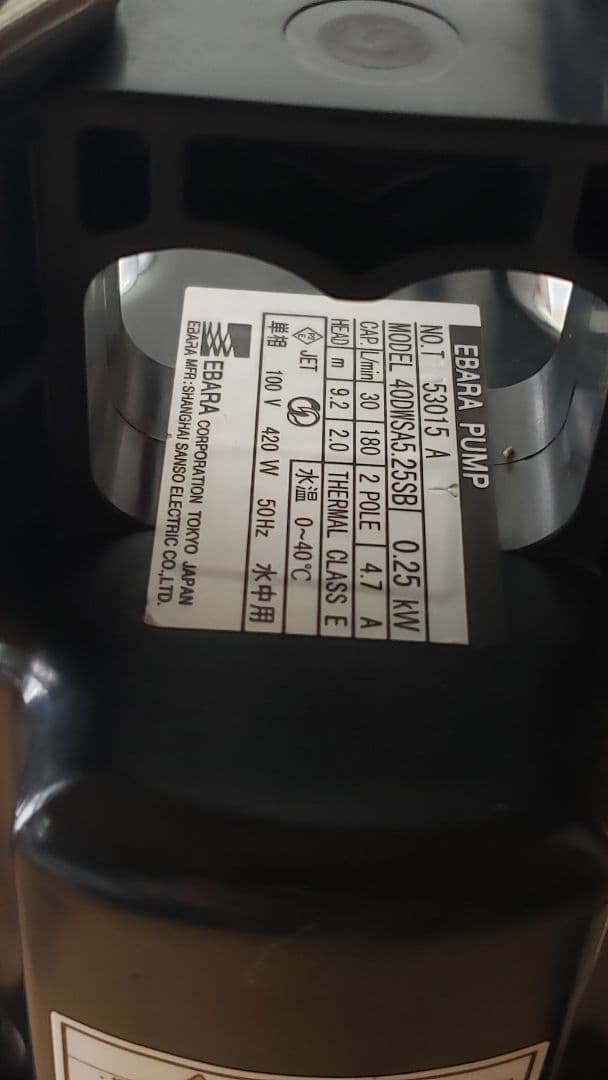 EBARA PUMP
NO.T 53015 A
MODEL 40DWSA5.25SB 0.25 kW
CAP. L/min 30 180 2 POLE 4.7 A
HEAD m 9.2 2.0 THERMAL CLASS E
PS E JET 水温 0~40℃
単相 100 V 420 W 50Hz 水中用
EBARA CORPORATION TOKYO JAPAN
EBARA MFR:SHANGHAI SANSO ELECTRIC CO.,LTD.